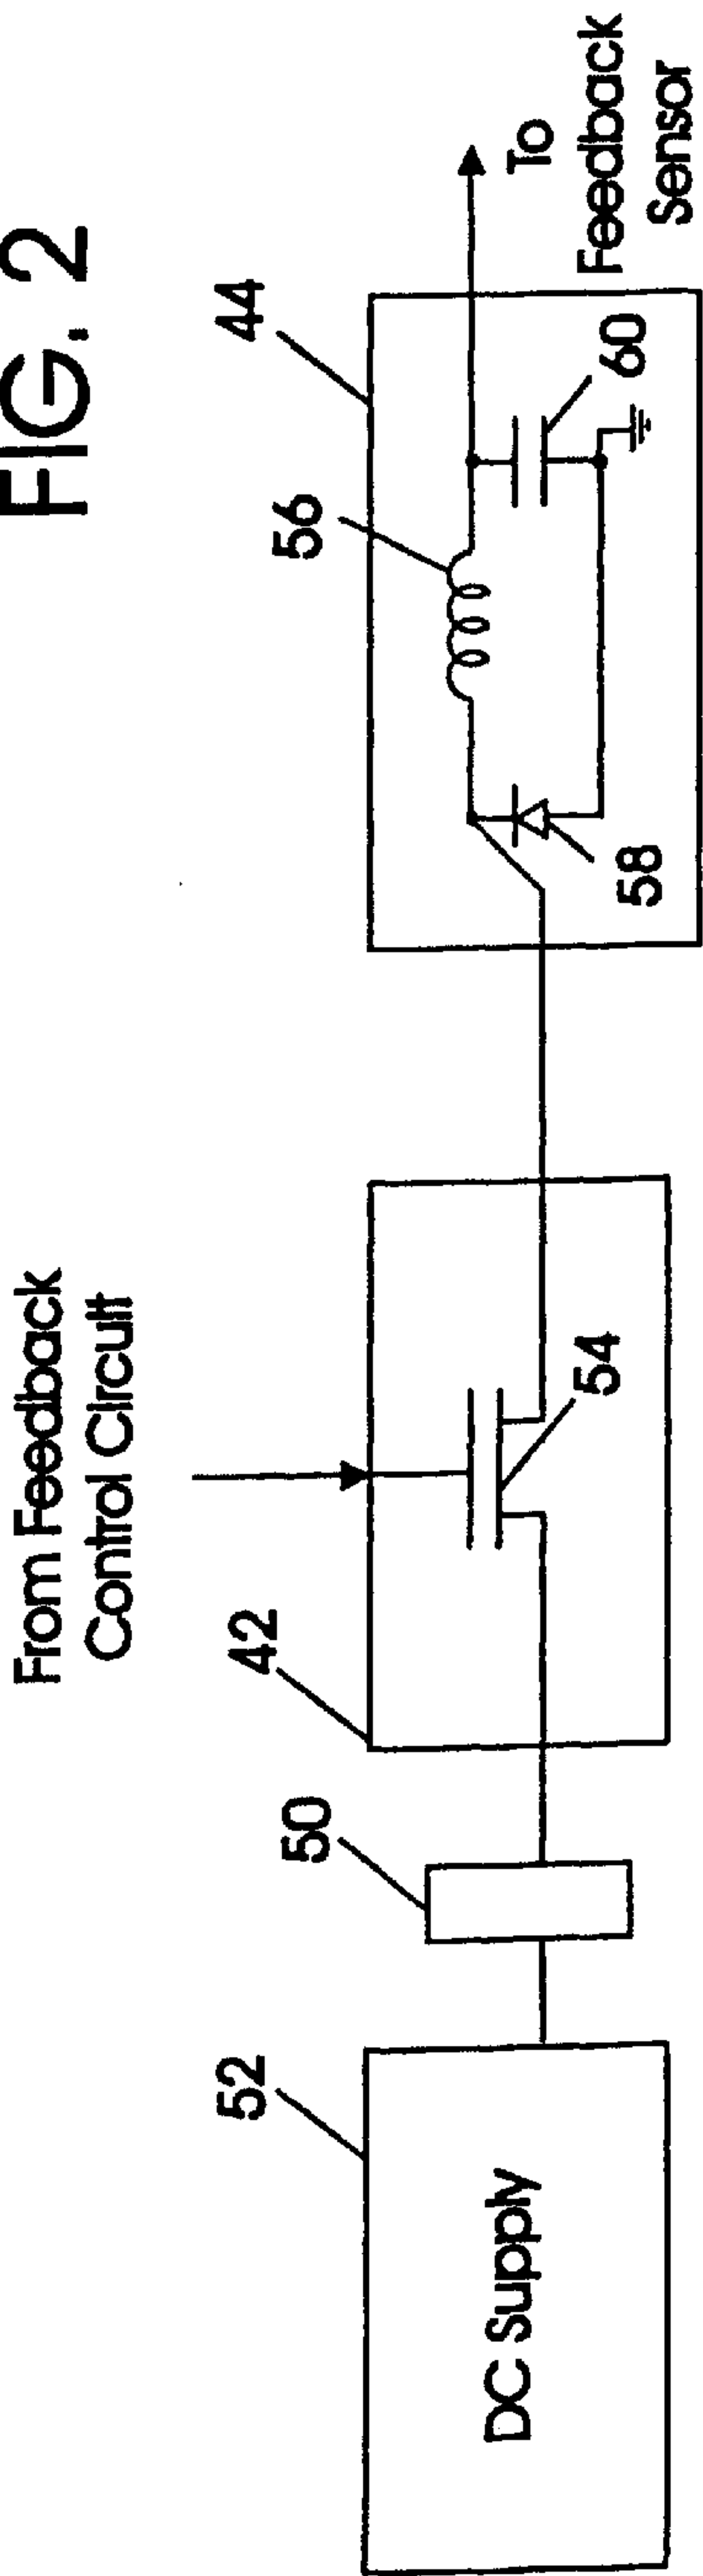 FIG. 2
From Feedback
Control Circuit
52
50
42
56
44
DC Supply
54
58
60
To
Feedback
Sensor